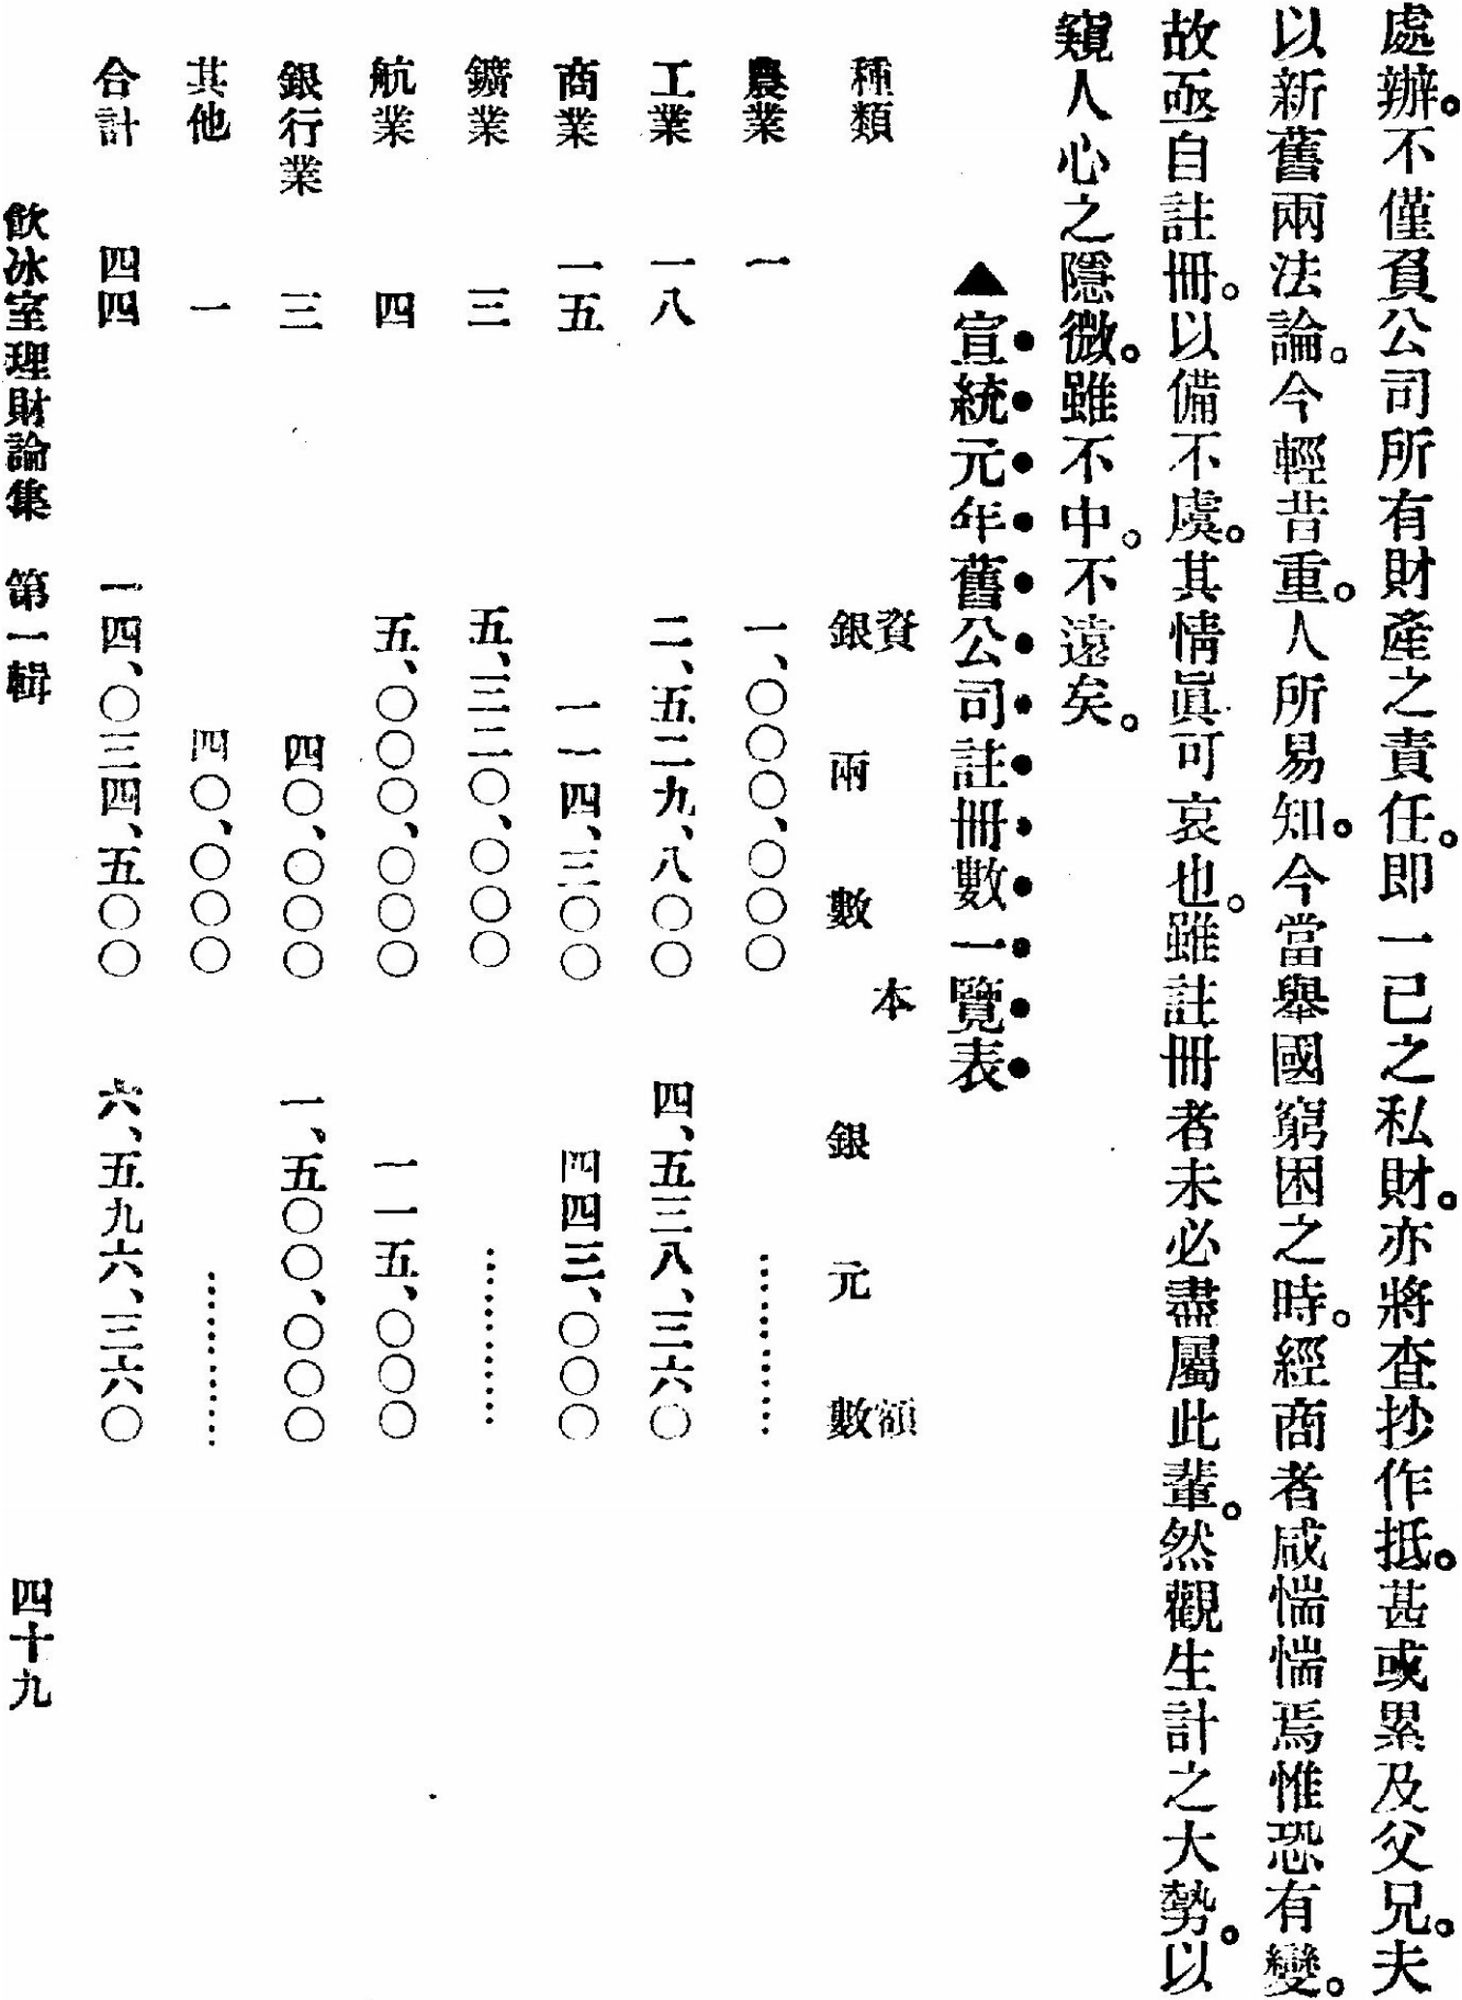 處辦。不僅負公司所有財產之責任。即一己之私財。亦將查抄作抵。甚或累及父兄。夫
以新舊兩法論。今輕昔重。人所易知。今當舉國窮困之時。經商者咸惴惴焉惟恐有變。
故亟自註冊。以備不虞。其情眞可哀也。雖註冊者未必盡屬此輩。然觀生計之大勢。以
窺人心之隱微。雖不中。不遠矣。
▲宣統元年舊公司註冊數一覽表
種類 資本額
銀兩數 銀元數
農業 一 一、〇〇〇、〇〇〇 ………
工業 一八 二、五二九、八〇〇 四、五三八、三六〇
商業 一五 一一四、三〇〇 四四三、〇〇〇
鑛業 三 五、三二〇、〇〇〇 ………
航業 四 五、〇〇〇、〇〇〇 一一五、〇〇〇
銀行業 三 四〇、〇〇〇 一、五〇〇、〇〇〇
其他 一 四〇、〇〇〇 ………
合計 四四 一四、〇三四、五〇〇 六、五九六、三六〇
飲冰室理財論集 第一輯 四十九